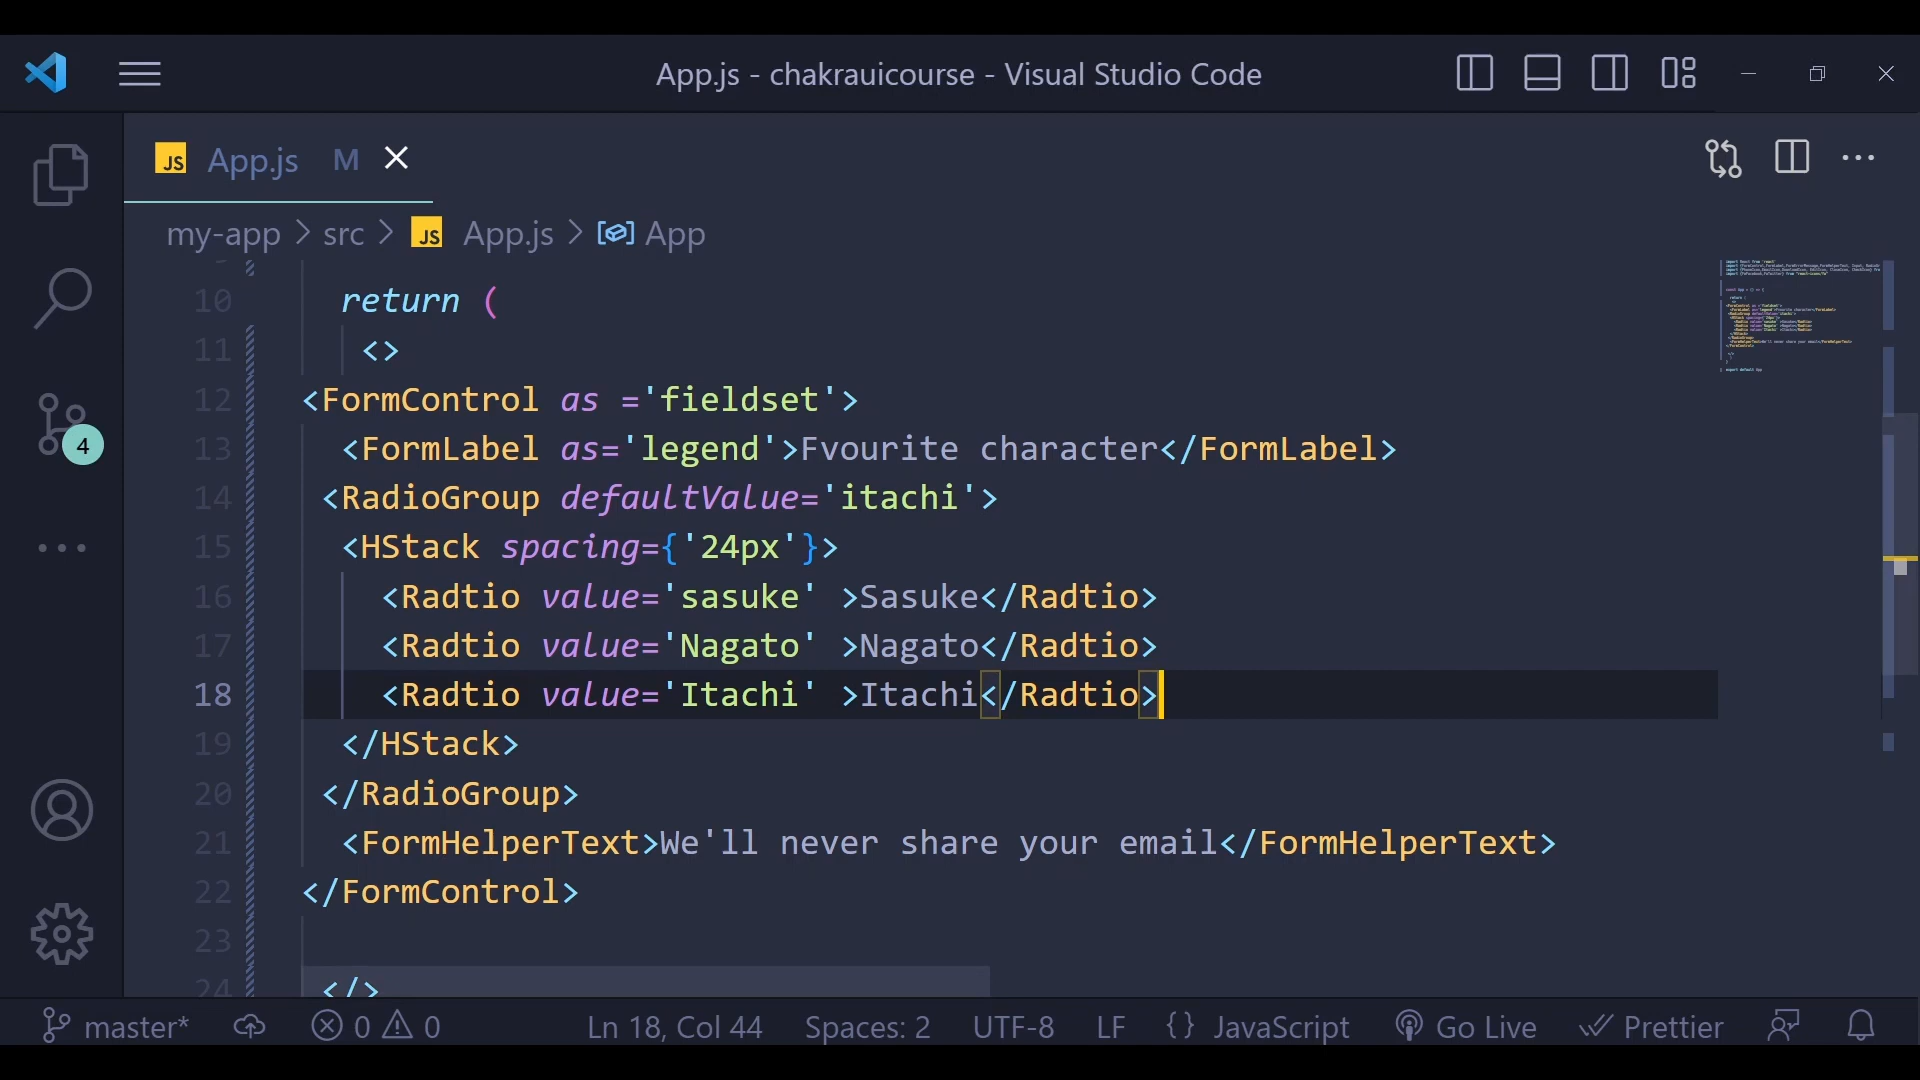 App.js - chakrauicourse - Visual Studio Code
JS App.js M
my-app > src > JS App.js > App
10 return (
11 <>
12 <FormControl as ='fieldset'>
13 <FormLabel as='legend'>Fvourite character</FormLabel>
14 <RadioGroup defaultValue='itachi'>
15 <HStack spacing={'24px'}>
16 <Radtio value='sasuke' >Sasuke</Radtio>
17 <Radtio value='Nagato' >Nagato</Radtio>
18 <Radtio value='Itachi' >Itachi</Radtio>
19 </HStack>
20 </RadioGroup>
21 <FormHelperText>We'll never share your email</FormHelperText>
22 </FormControl>
23
24 </>
4
master* 0 0 Ln 18, Col 44 Spaces: 2 UTF-8 LF {} JavaScript Go Live Prettier